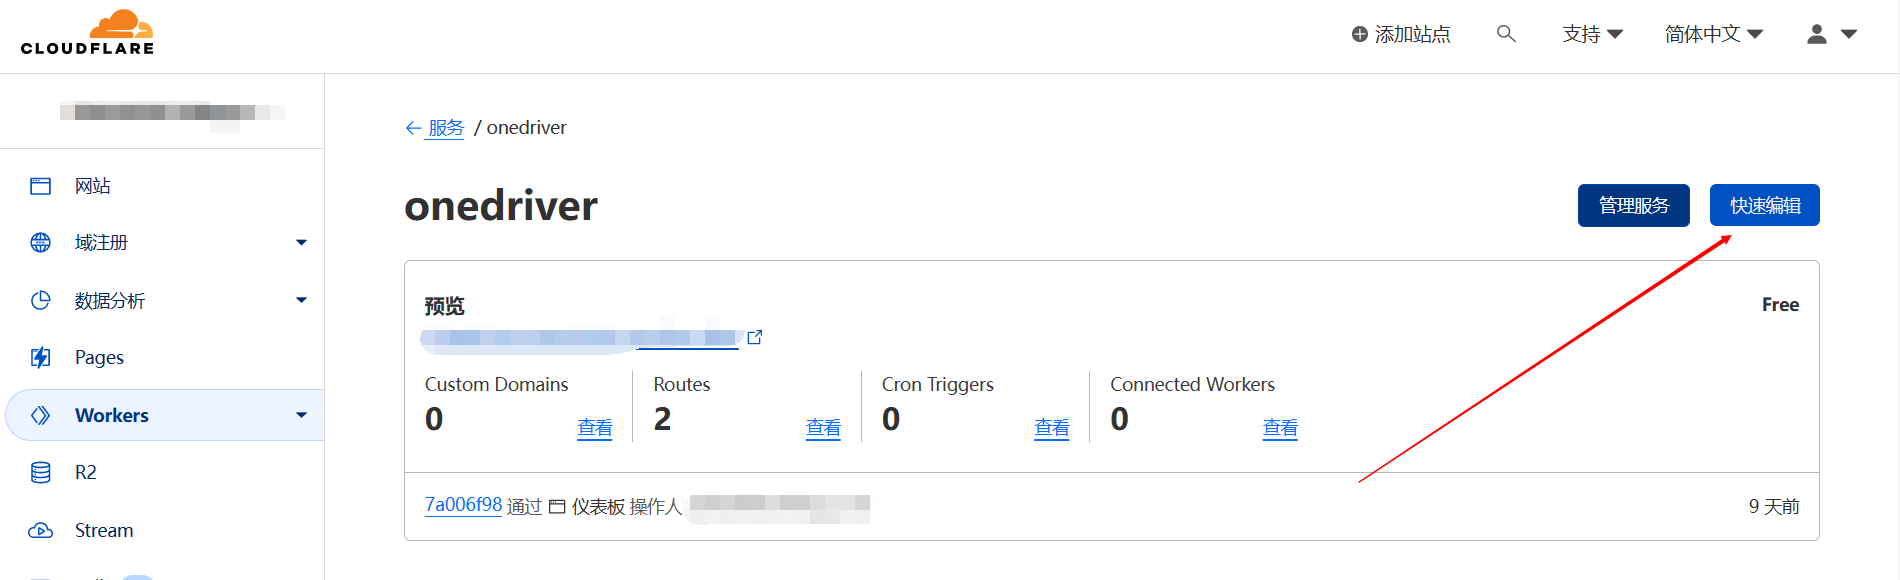 CLOUDFLARE
添加站点
支持
简体中文
网站
域注册
数据分析
Pages
Workers
R2
Stream
服务 / onedriver
onedriver
管理服务
快速编辑
预览
Free
Custom Domains
0
查看
Routes
2
查看
Cron Triggers
0
查看
Connected Workers
0
查看
7a006f98 通过 仪表板 操作人
9 天前